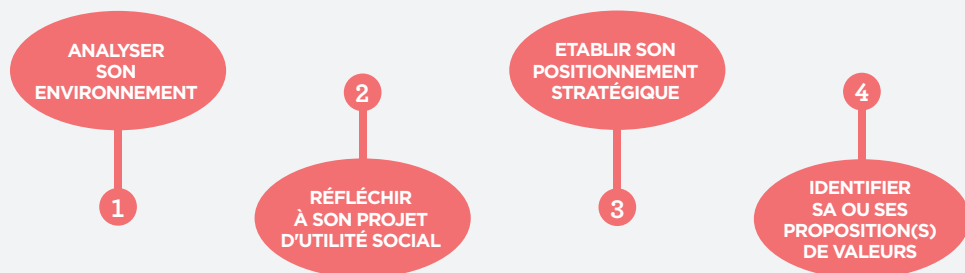 ANALYSER
SON
ENVIRONNEMENT
1
2
RÉFLÉCHIR
À SON PROJET
D'UTILITÉ SOCIAL
ETABLIR SON
POSITIONNEMENT
STRATÉGIQUE
3
4
IDENTIFIER
SA OU SES
PROPOSITION(S)
DE VALEURS